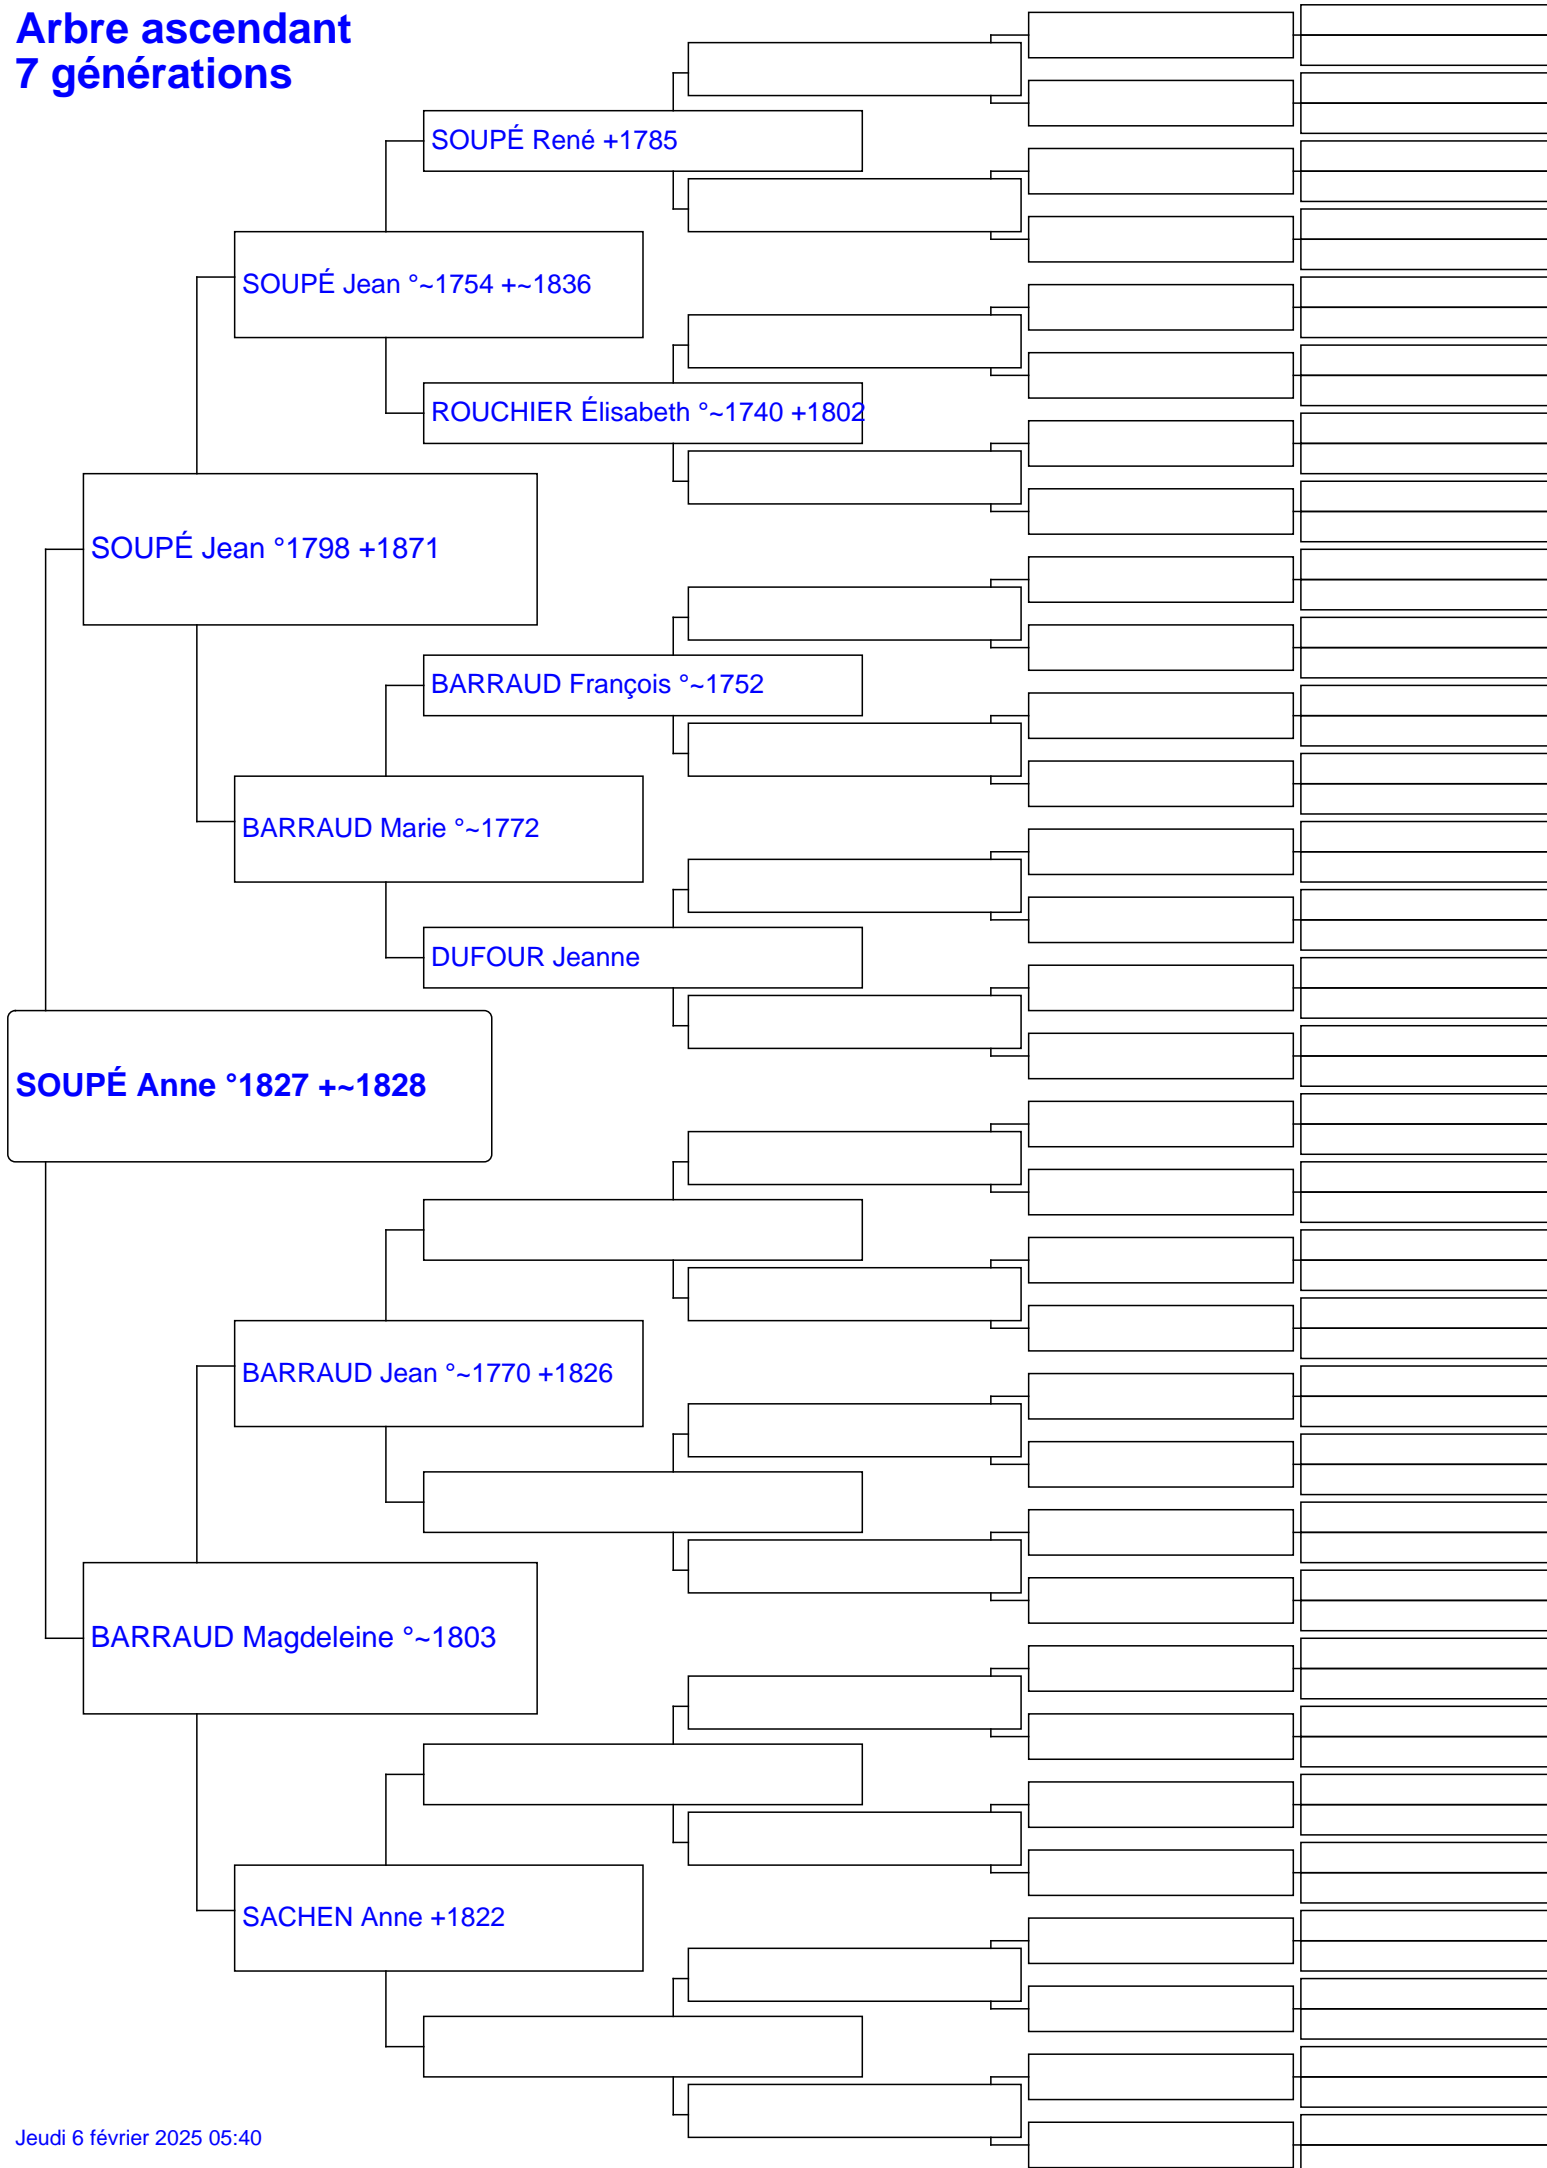 Arbre ascendant
7 générations
SOUPÉ René +1785
SOUPÉ Jean °~1754 +~1836
ROUCHIER Élisabeth °~1740 +1802
SOUPÉ Jean °1798 +1871
BARRAUD François °~1752
BARRAUD Marie °~1772
DUFOUR Jeanne
SOUPÉ Anne °1827 +~1828
BARRAUD Jean °~1770 +1826
BARRAUD Magdeleine °~1803
SACHEN Anne +1822
Jeudi 6 février 2025 05:40